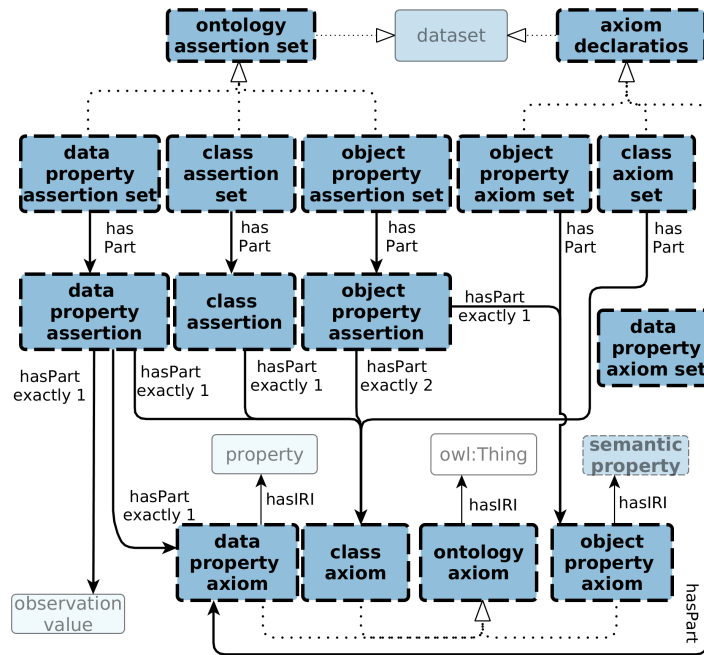 ontology
assertion set
dataset
axiom
declaratios
data
property
assertion set
class
assertion
set
object
property
assertion set
object
property
axiom set
class
axiom
set
has
Part
has
Part
has
Part
has
Part
has
Part
data
property
assertion
class
assertion
object
property
assertion
hasPart
exactly 1
data
property
axiom set
hasPart
exactly 1
hasPart
exactly 1
hasPart
exactly 1
hasPart
exactly 2
property
owl:Thing
semantic
property
hasPart
exactly 1
hasIRI
hasIRI
hasIRI
data
property
axiom
class
axiom
ontology
axiom
object
property
axiom
observation
value
hasPart